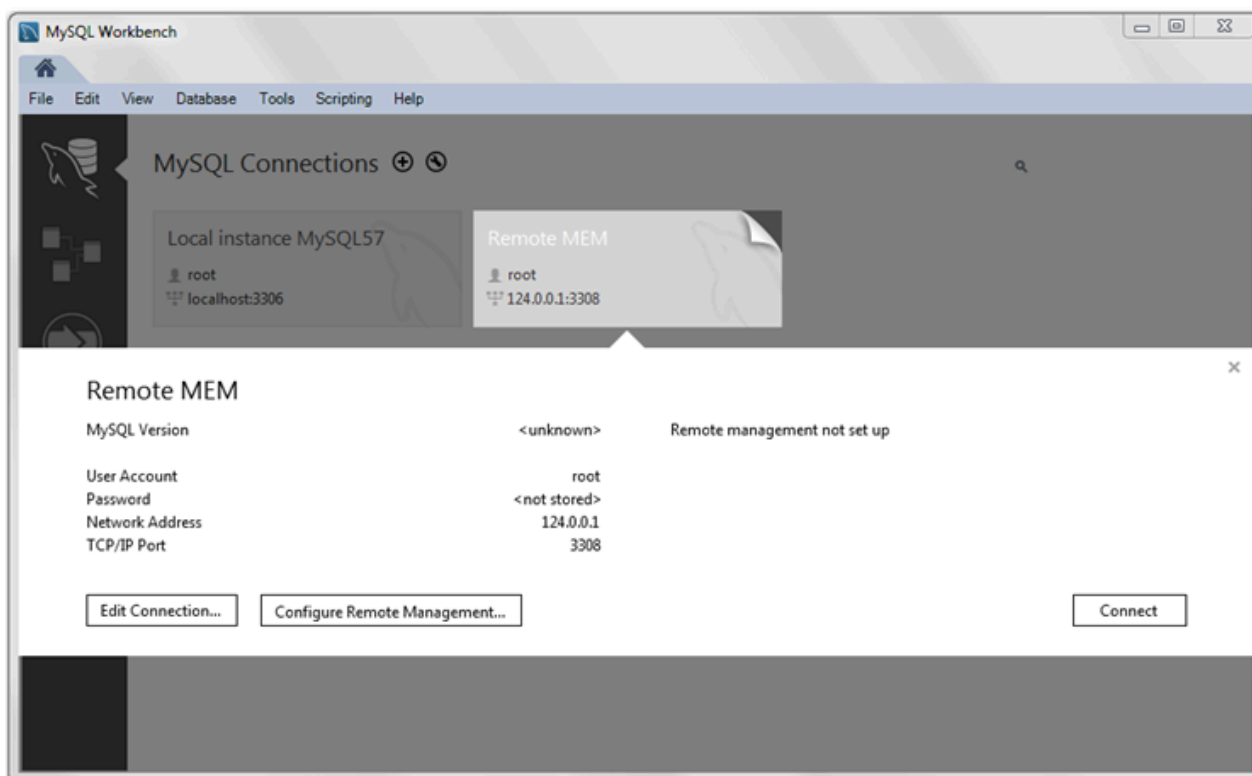 MySQL Workbench
File Edit View Database Tools Scripting Help
MySQL Connections
Local instance MySQL57
root
localhost:3306
Remote MEM
root
124.0.0.1:3308
Remote MEM
MySQL Version <unknown> Remote management not set up
User Account root
Password <not stored>
Network Address 124.0.0.1
TCP/IP Port 3308
Edit Connection... Configure Remote Management... Connect